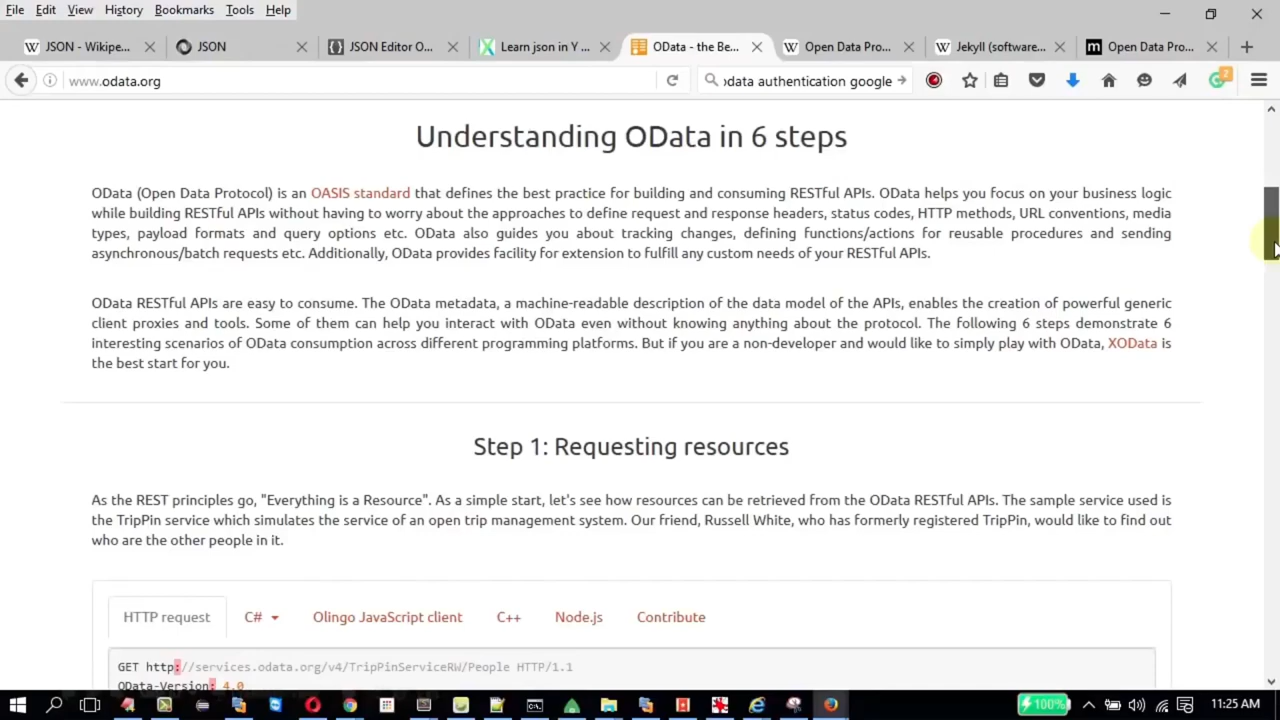 File Edit View History Bookmarks Tools Help
JSON - Wikipe... JSON JSON Editor O... Learn json in Y ... OData - the Be... Open Data Pro... Jekyll (software... Open Data Pro...
www.odata.org data authentication google 2
Understanding OData in 6 steps
OData (Open Data Protocol) is an OASIS standard that defines the best practice for building and consuming RESTful APIs. OData helps you focus on your business logic
while building RESTful APIs without having to worry about the approaches to define request and response headers, status codes, HTTP methods, URL conventions, media
types, payload formats and query options etc. OData also guides you about tracking changes, defining functions/actions for reusable procedures and sending
asynchronous/batch requests etc. Additionally, OData provides facility for extension to fulfill any custom needs of your RESTful APIs.
OData RESTful APIs are easy to consume. The OData metadata, a machine-readable description of the data model of the APIs, enables the creation of powerful generic
client proxies and tools. Some of them can help you interact with OData even without knowing anything about the protocol. The following 6 steps demonstrate 6
interesting scenarios of OData consumption across different programming platforms. But if you are a non-developer and would like to simply play with OData, XOData is
the best start for you.
Step 1: Requesting resources
As the REST principles go, "Everything is a Resource". As a simple start, let's see how resources can be retrieved from the OData RESTful APIs. The sample service used is
the TripPin service which simulates the service of an open trip management system. Our friend, Russell White, who has formerly registered TripPin, would like to find out
who are the other people in it.
HTTP request C# Olingo JavaScript client C++ Node.js Contribute
GET http://services.odata.org/v4/TripPinServiceRW/People HTTP/1.1
OData-Version: 4.0
100% 11:25 AM